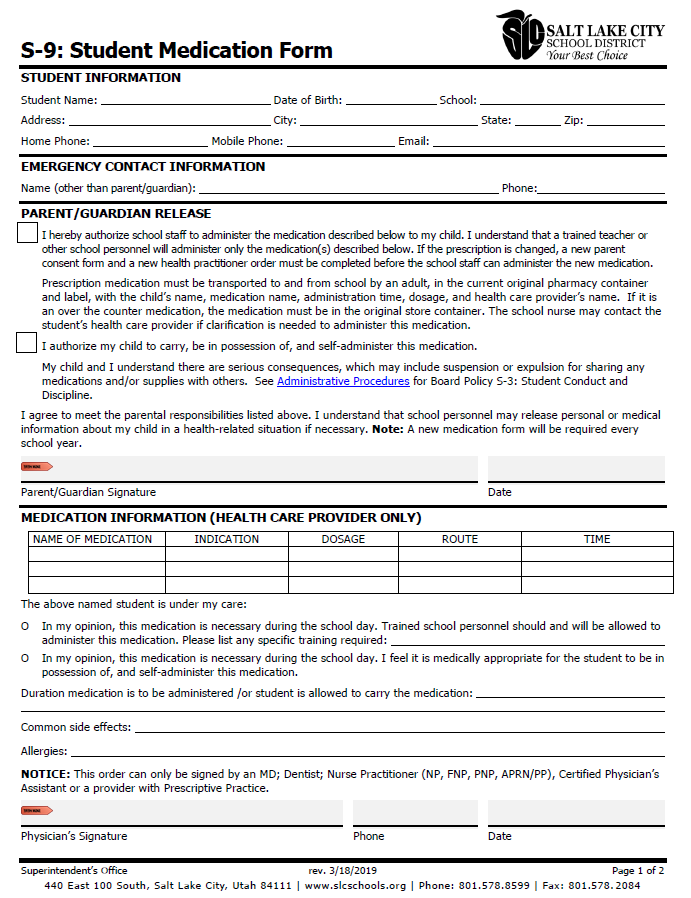 SALT LAKE CITY
SCHOOL DISTRICT
Your Best Choice
S-9: Student Medication Form
STUDENT INFORMATION
Student Name: Date of Birth: School:
Address: City: State: Zip:
Home Phone: Mobile Phone: Email:
EMERGENCY CONTACT INFORMATION
Name (other than parent/guardian): Phone:
PARENT/GUARDIAN RELEASE
I hereby authorize school staff to administer the medication described below to my child. I understand that a trained teacher or
other school personnel will administer only the medication(s) described below. If the prescription is changed, a new parent
consent form and a new health practitioner order must be completed before the school staff can administer the new medication.
Prescription medication must be transported to and from school by an adult, in the current original pharmacy container
and label, with the child's name, medication name, administration time, dosage, and health care provider's name. If it is
an over the counter medication, the medication must be in the original store container. The school nurse may contact the
student's health care provider if clarification is needed to administer this medication.
I authorize my child to carry, be in possession of, and self-administer this medication.
My child and I understand there are serious consequences, which may include suspension or expulsion for sharing any
medications and/or supplies with others. See Administrative Procedures for Board Policy S-3: Student Conduct and
Discipline.
I agree to meet the parental responsibilities listed above. I understand that school personnel may release personal or medical
information about my child in a health-related situation if necessary. Note: A new medication form will be required every
school year.
Parent/Guardian Signature Date
MEDICATION INFORMATION (HEALTH CARE PROVIDER ONLY)
NAME OF MEDICATION INDICATION DOSAGE ROUTE TIME
The above named student is under my care:
O In my opinion, this medication is necessary during the school day. Trained school personnel should and will be allowed to
administer this medication. Please list any specific training required:
O In my opinion, this medication is necessary during the school day. I feel it is medically appropriate for the student to be in
possession of, and self-administer this medication.
Duration medication is to be administered /or student is allowed to carry the medication:
Common side effects:
Allergies:
NOTICE: This order can only be signed by an MD; Dentist; Nurse Practitioner (NP, FNP, PNP, APRN/PP), Certified Physician's
Assistant or a provider with Prescriptive Practice.
Physician's Signature Phone Date
Superintendent's Office rev. 3/18/2019 Page 1 of 2
440 East 100 South, Salt Lake City, Utah 84111 | www.slcschools.org | Phone: 801.578.8599 | Fax: 801.578.2084